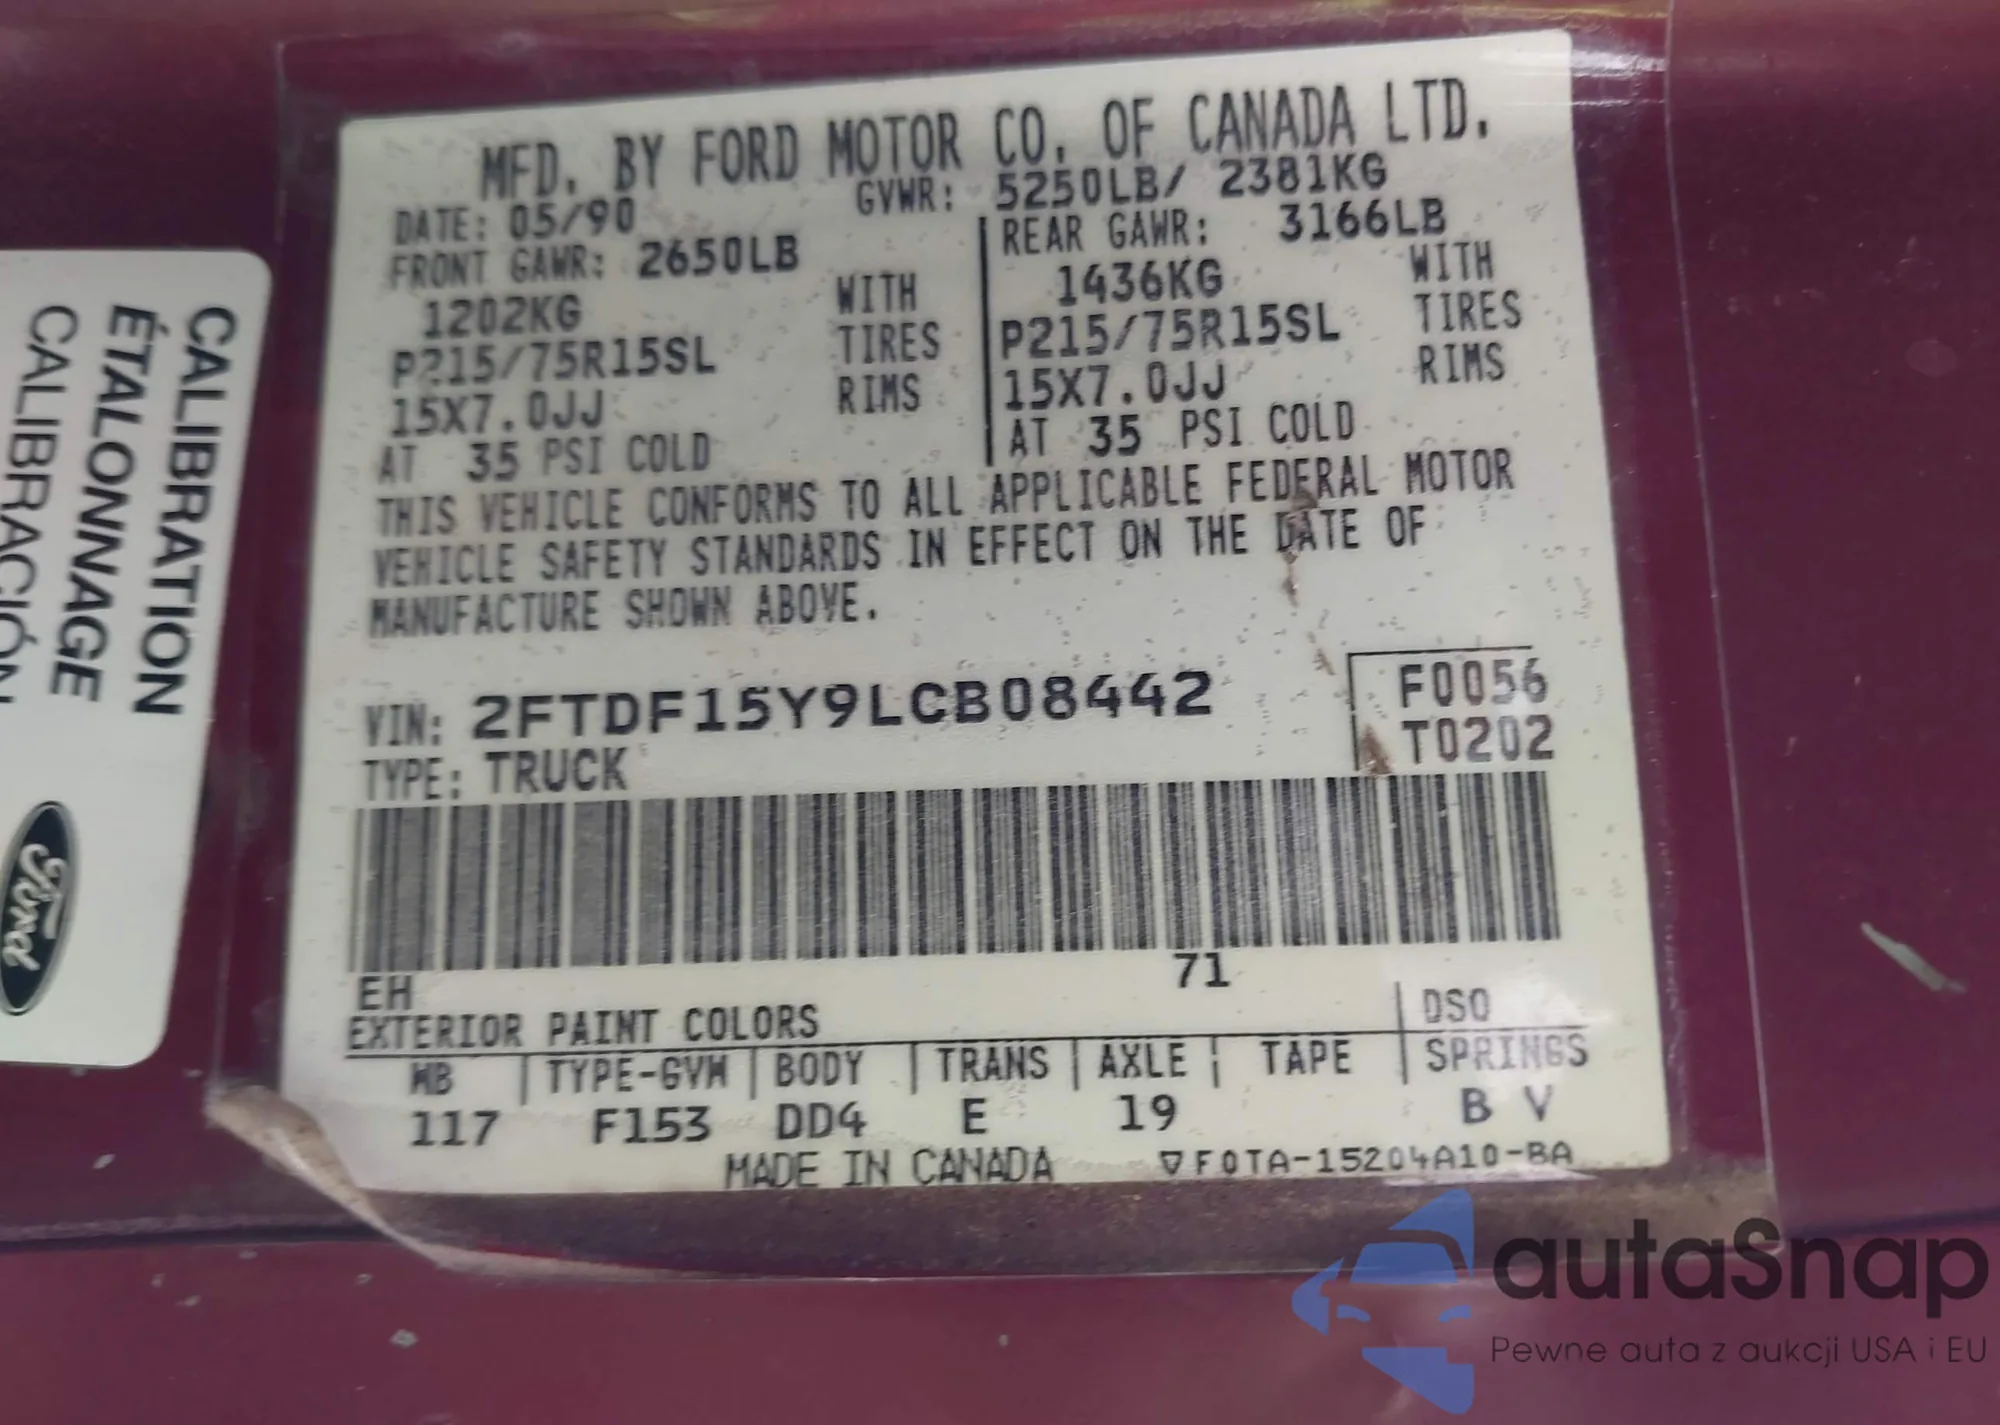 MFD. BY FORD MOTOR CO. OF CANADA LTD.
DATE: 05/90
GVWR: 5250LB/ 2381KG
FRONT GAWR: 2650LB
1202KG
WITH
P215/75R15SL
TIRES
15X7.0JJ
RIMS
AT 35 PSI COLD
REAR GAWR: 3166LB
1436KG
WITH
P215/75R15SL
TIRES
15X7.0JJ
RIMS
AT 35 PSI COLD
THIS VEHICLE CONFORMS TO ALL APPLICABLE FEDERAL MOTOR
VEHICLE SAFETY STANDARDS IN EFFECT ON THE DATE OF
MANUFACTURE SHOWN ABOVE.
VIN: 2FTDF15Y9LCB08442
F0056
T0202
TYPE: TRUCK
EH
71
EXTERIOR PAINT COLORS
DSO
WB TYPE-GVW BODY TRANS AXLE TAPE SPRINGS
117 F153 DD4 E 19 B V
MADE IN CANADA
F0TA-15204A10-BA
CALIBRATION
ÉTALONNAGE
CALIBRACIÓN
Ford
autaSnap
Pewne auta z aukcji USA i EU